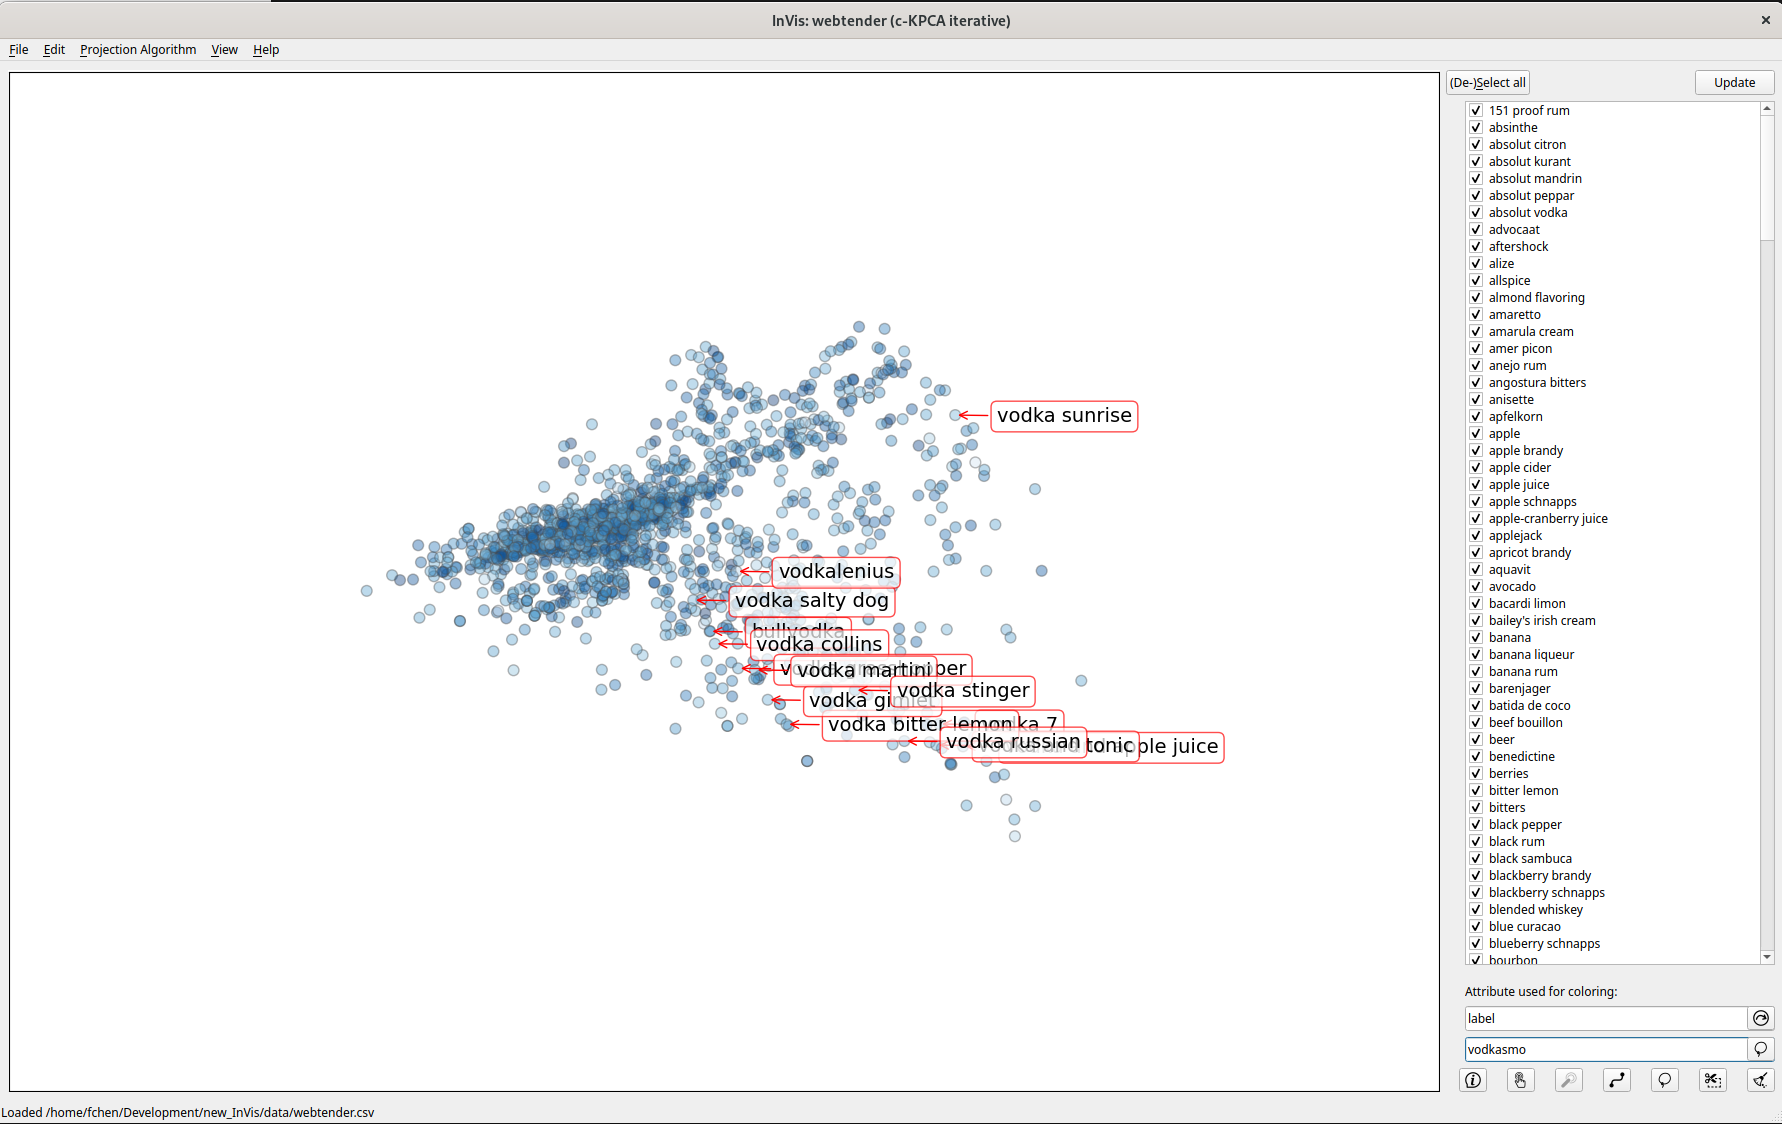 InVis: webtender (c-KPCA iterative)
File Edit Projection Algorithm View Help
(De-)Select all
Update
151 proof rum
absinthe
absolut citron
absolut kurant
absolut mandrin
absolut peppar
absolut vodka
advocaat
aftershock
alize
allspice
almond flavoring
amaretto
amarula cream
amer picon
anejo rum
angostura bitters
anisette
apfelkorn
apple
apple brandy
apple cider
apple juice
apple schnapps
apple-cranberry juice
applejack
apricot brandy
aquavit
avocado
bacardi limon
bailey's irish cream
banana
banana liqueur
banana rum
barenjager
batida de coco
beef bouillon
beer
benedictine
berries
bitter lemon
bitters
black pepper
black rum
black sambuca
blackberry brandy
blackberry schnapps
blended whiskey
blue curacao
blueberry schnapps
bourbon
vodka sunrise
vodkalenius
vodka salty dog
bullvodka
vodka collins
vodka martini
vodka stinger
vodka gimlet
vodka bitter lemon
ka 7
vodka russian
tonic
ple juice
Attribute used for coloring:
label
vodkasmo
Loaded /home/fchen/Development/new_InVis/data/webtender.csv